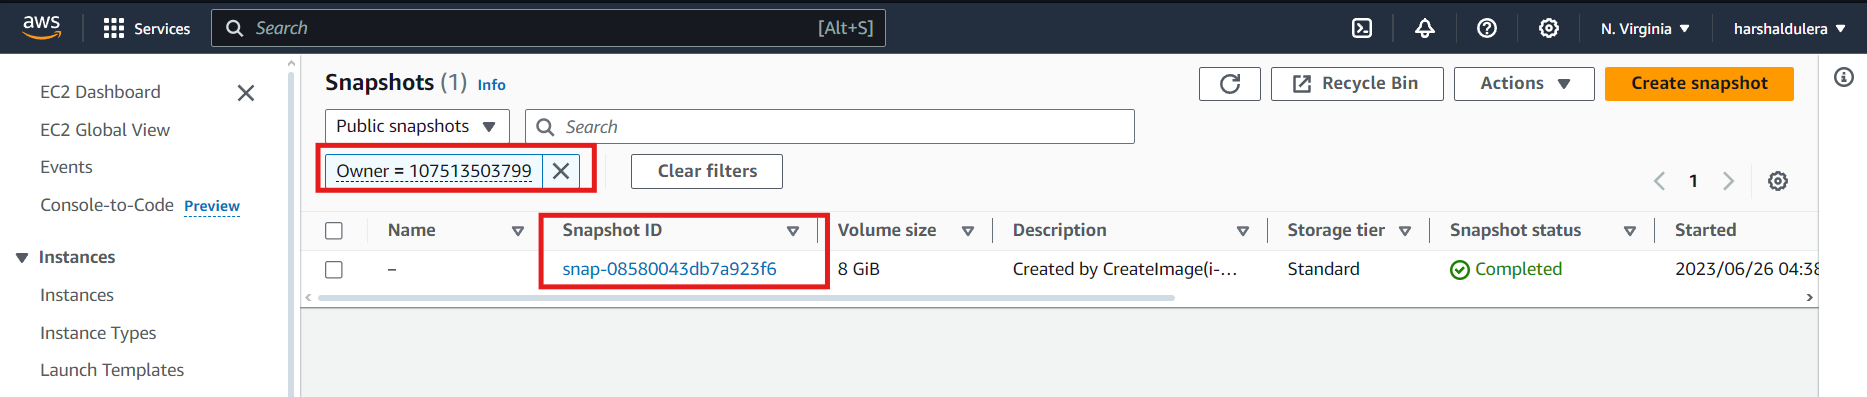 aws Services Search [Alt+S] N. Virginia harshaldulera
EC2 Dashboard
EC2 Global View
Events
Console-to-Code Preview
Instances
Instances
Instance Types
Launch Templates
Snapshots (1) Info Recycle Bin Actions Create snapshot
Public snapshots Search
Owner = 107513503799 Clear filters
1
Name Snapshot ID Volume size Description Storage tier Snapshot status Started
– snap-08580043db7a923f6 8 GiB Created by CreateImage(i-... Standard Completed 2023/06/26 04:38